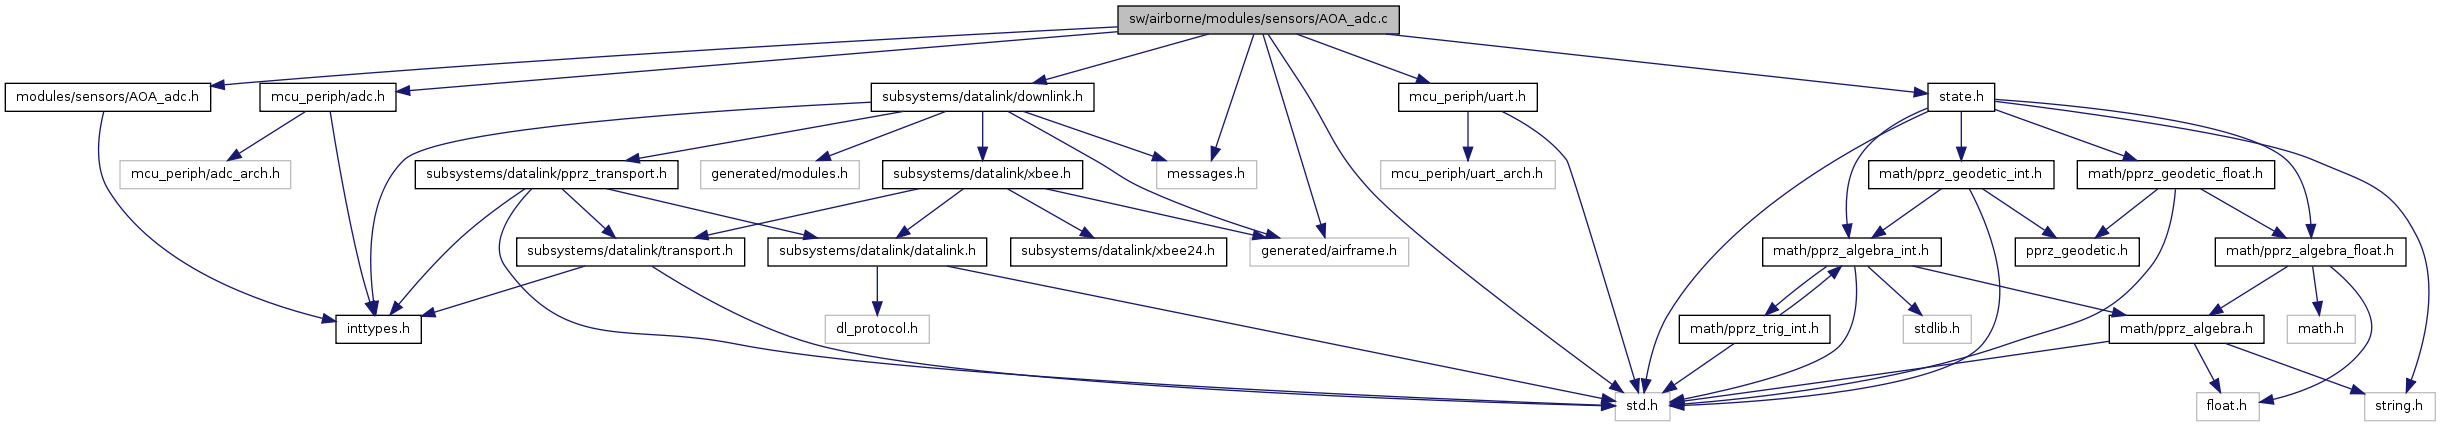 sw/airborne/modules/sensors/AOA_adc.c
modules/sensors/AOA_adc.h
mcu_periph/adc.h
subsystems/datalink/downlink.h
mcu_periph/uart.h
state.h
mcu_periph/adc_arch.h
subsystems/datalink/pprz_transport.h
generated/modules.h
subsystems/datalink/xbee.h
messages.h
mcu_periph/uart_arch.h
math/pprz_geodetic_int.h
math/pprz_geodetic_float.h
subsystems/datalink/transport.h
subsystems/datalink/datalink.h
subsystems/datalink/xbee24.h
generated/airframe.h
math/pprz_algebra_int.h
pprz_geodetic.h
math/pprz_algebra_float.h
inttypes.h
dl_protocol.h
math/pprz_trig_int.h
stdlib.h
math/pprz_algebra.h
math.h
std.h
float.h
string.h